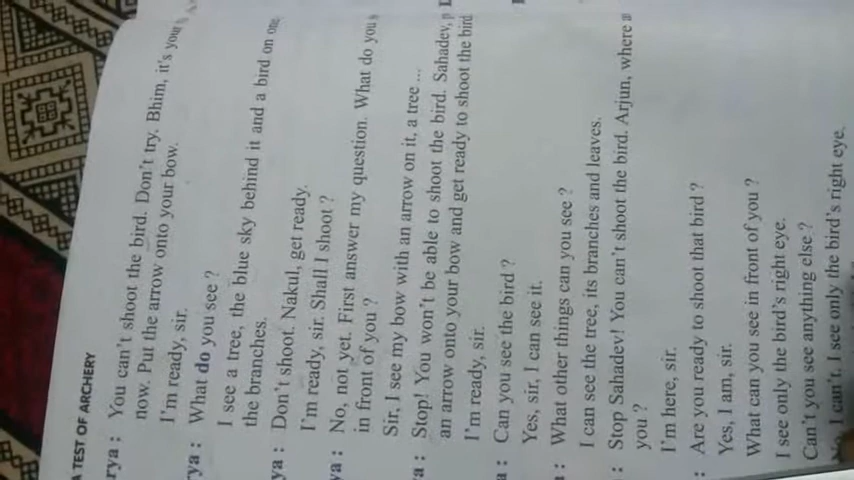 A TEST OF ARCHERY
rya : You can't shoot the bird. Don't try. Bhim, it's your
now. Put the arrow onto your bow.
I'm ready, sir.
ya : What do you see ?
I see a tree, the blue sky behind it and a bird on one
the branches.
ya : Don't shoot. Nakul, get ready.
I'm ready, sir. Shall I shoot ?
ya : No, not yet. First answer my question. What do you
in front of you ?
Sir, I see my bow with an arrow on it, a tree ...
a : Stop! You won't be able to shoot the bird. Sahadev,
an arrow onto your bow and get ready to shoot the bird
I'm ready, sir.
: Can you see the bird ?
Yes, sir, I can see it.
: What other things can you see ?
I can see the tree, its branches and leaves.
: Stop Sahadev! You can't shoot the bird. Arjun, where
you ?
I'm here, sir.
: Are you ready to shoot that bird ?
Yes, I am, sir.
What can you see in front of you ?
I see only the bird's right eye.
Can't you see anything else ?
No, I can't. I see only the bird's right eye.